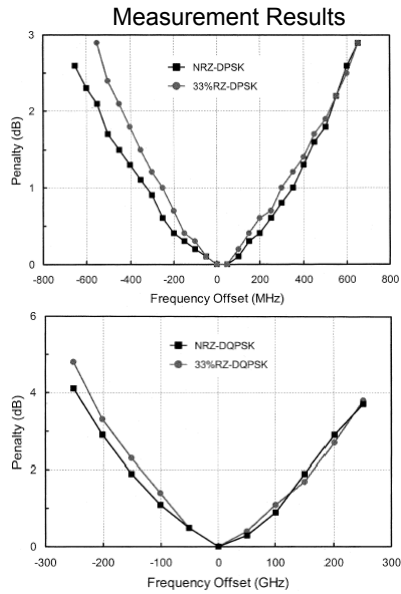 Measurement Results
3
2
1
0
Penalty (dB)
NRZ-DPSK
33%RZ-DPSK
-800 -600 -400 -200 0 200 400 600 800
Frequency Offset (MHz)
6
4
2
0
Penalty (dB)
NRZ-DQPSK
33%RZ-DQPSK
-300 -200 -100 0 100 200 300
Frequency Offset (GHz)